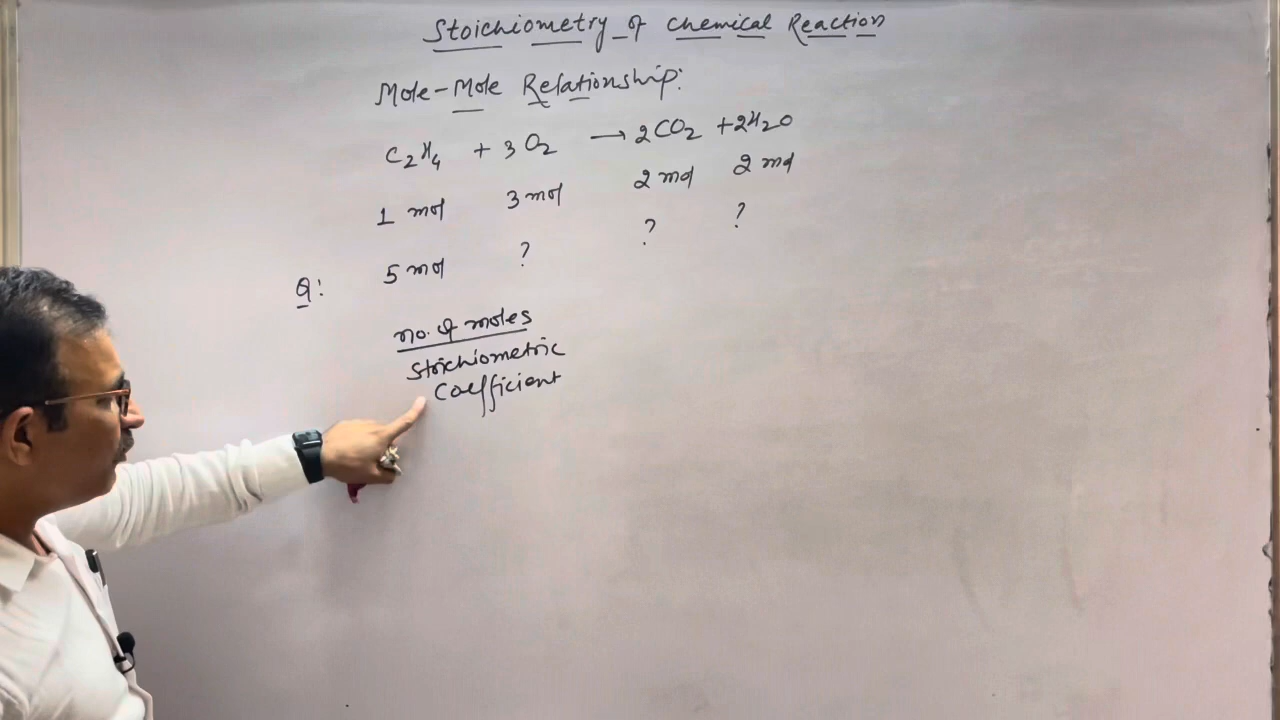 Stoichiometry of Chemical Reaction
Mole-Mole Relationship:
C2H4 + 3O2 → 2CO2 +2H2O
1 mol 3 mol 2 mol 2 mol
Q: 5 mol ? ? ?
no. of moles
Stoichiometric
Coefficient